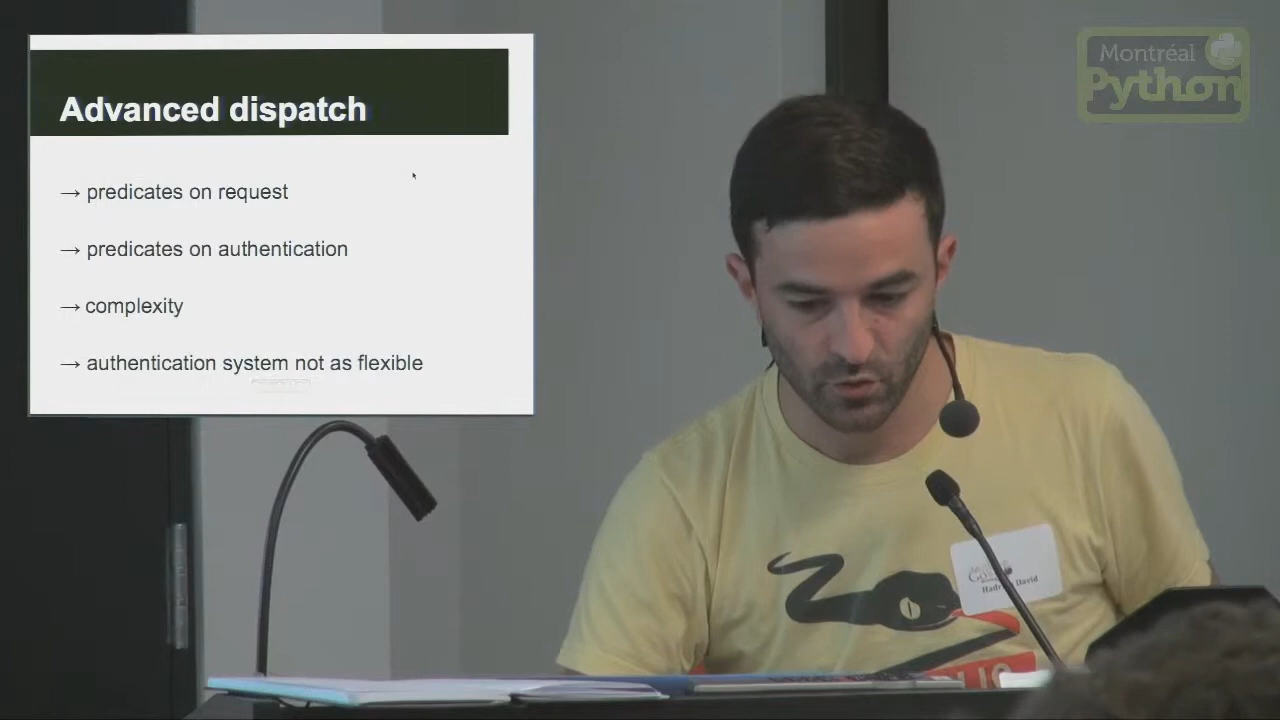 Advanced dispatch
→ predicates on request
→ predicates on authentication
→ complexity
→ authentication system not as flexible
Montréal
Python
David